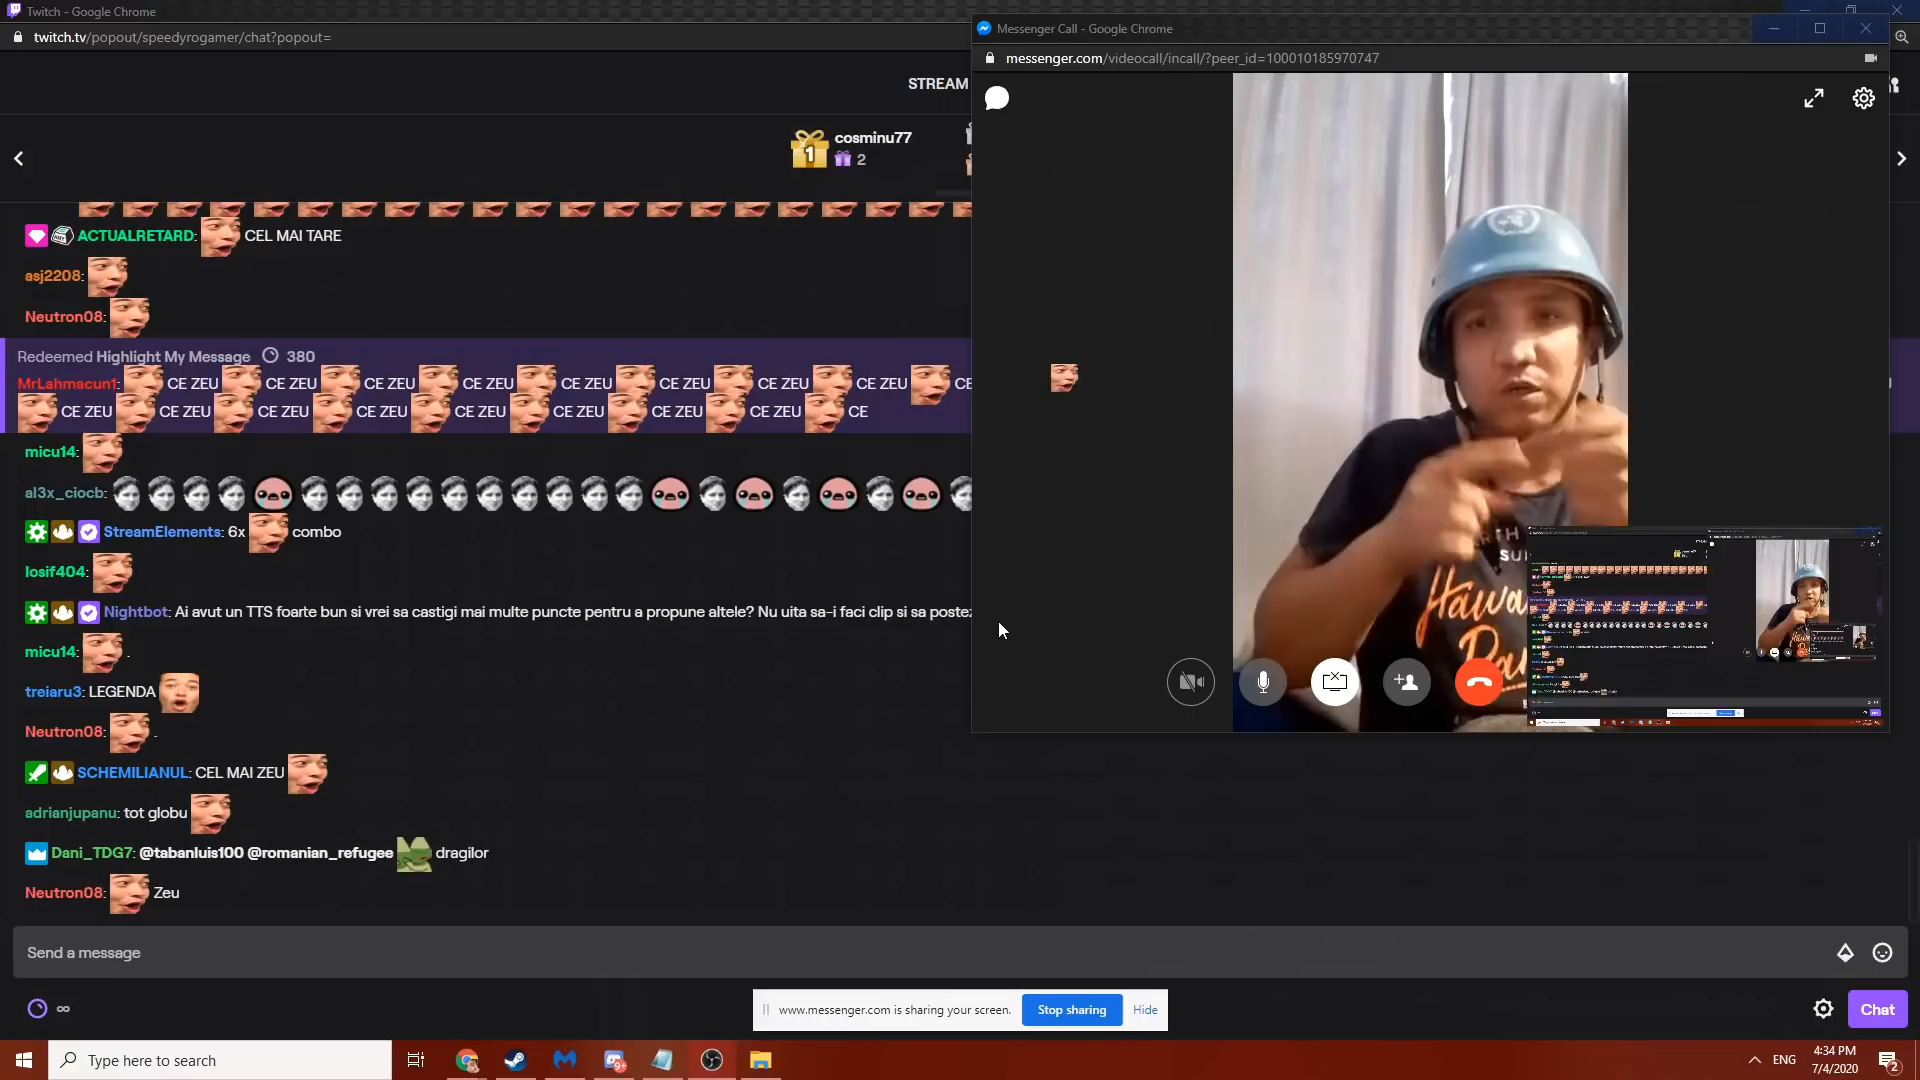 Twitch - Google Chrome
twitch.tv/popout/speedyrogamer/chat?popout=
Messenger Call - Google Chrome
messenger.com/videocall/incall/?peer_id=100010185970747
STREAM
1
cosminu77
2
ACTUALRETARD: CEL MAI TARE
asj2208:
Neutron08:
Redeemed Highlight My Message 380
MrLahmacun1: CE ZEU CE ZEU CE ZEU CE ZEU CE ZEU CE ZEU CE ZEU CE ZEU CE
CE ZEU CE ZEU CE ZEU CE ZEU CE ZEU CE ZEU CE ZEU CE ZEU CE
micu14:
al3x_ciocb:
StreamElements: 6x combo
Iosif404:
Nightbot: Ai avut un TTS foarte bun si vrei sa castigi mai multe puncte pentru a propune altele? Nu uita sa-i faci clip si sa postez
micu14: .
treiaru3: LEGENDA
Neutron08: .
SCHEMILIANUL: CEL MAI ZEU
adrianjupanu: tot globu
Dani_TDG7: @tabanluis100 @romanian_refugee dragilor
Neutron08: Zeu
Send a message
∞
www.messenger.com is sharing your screen. Stop sharing Hide
Chat
Type here to search
9+
ENG
4:34 PM
7/4/2020
2